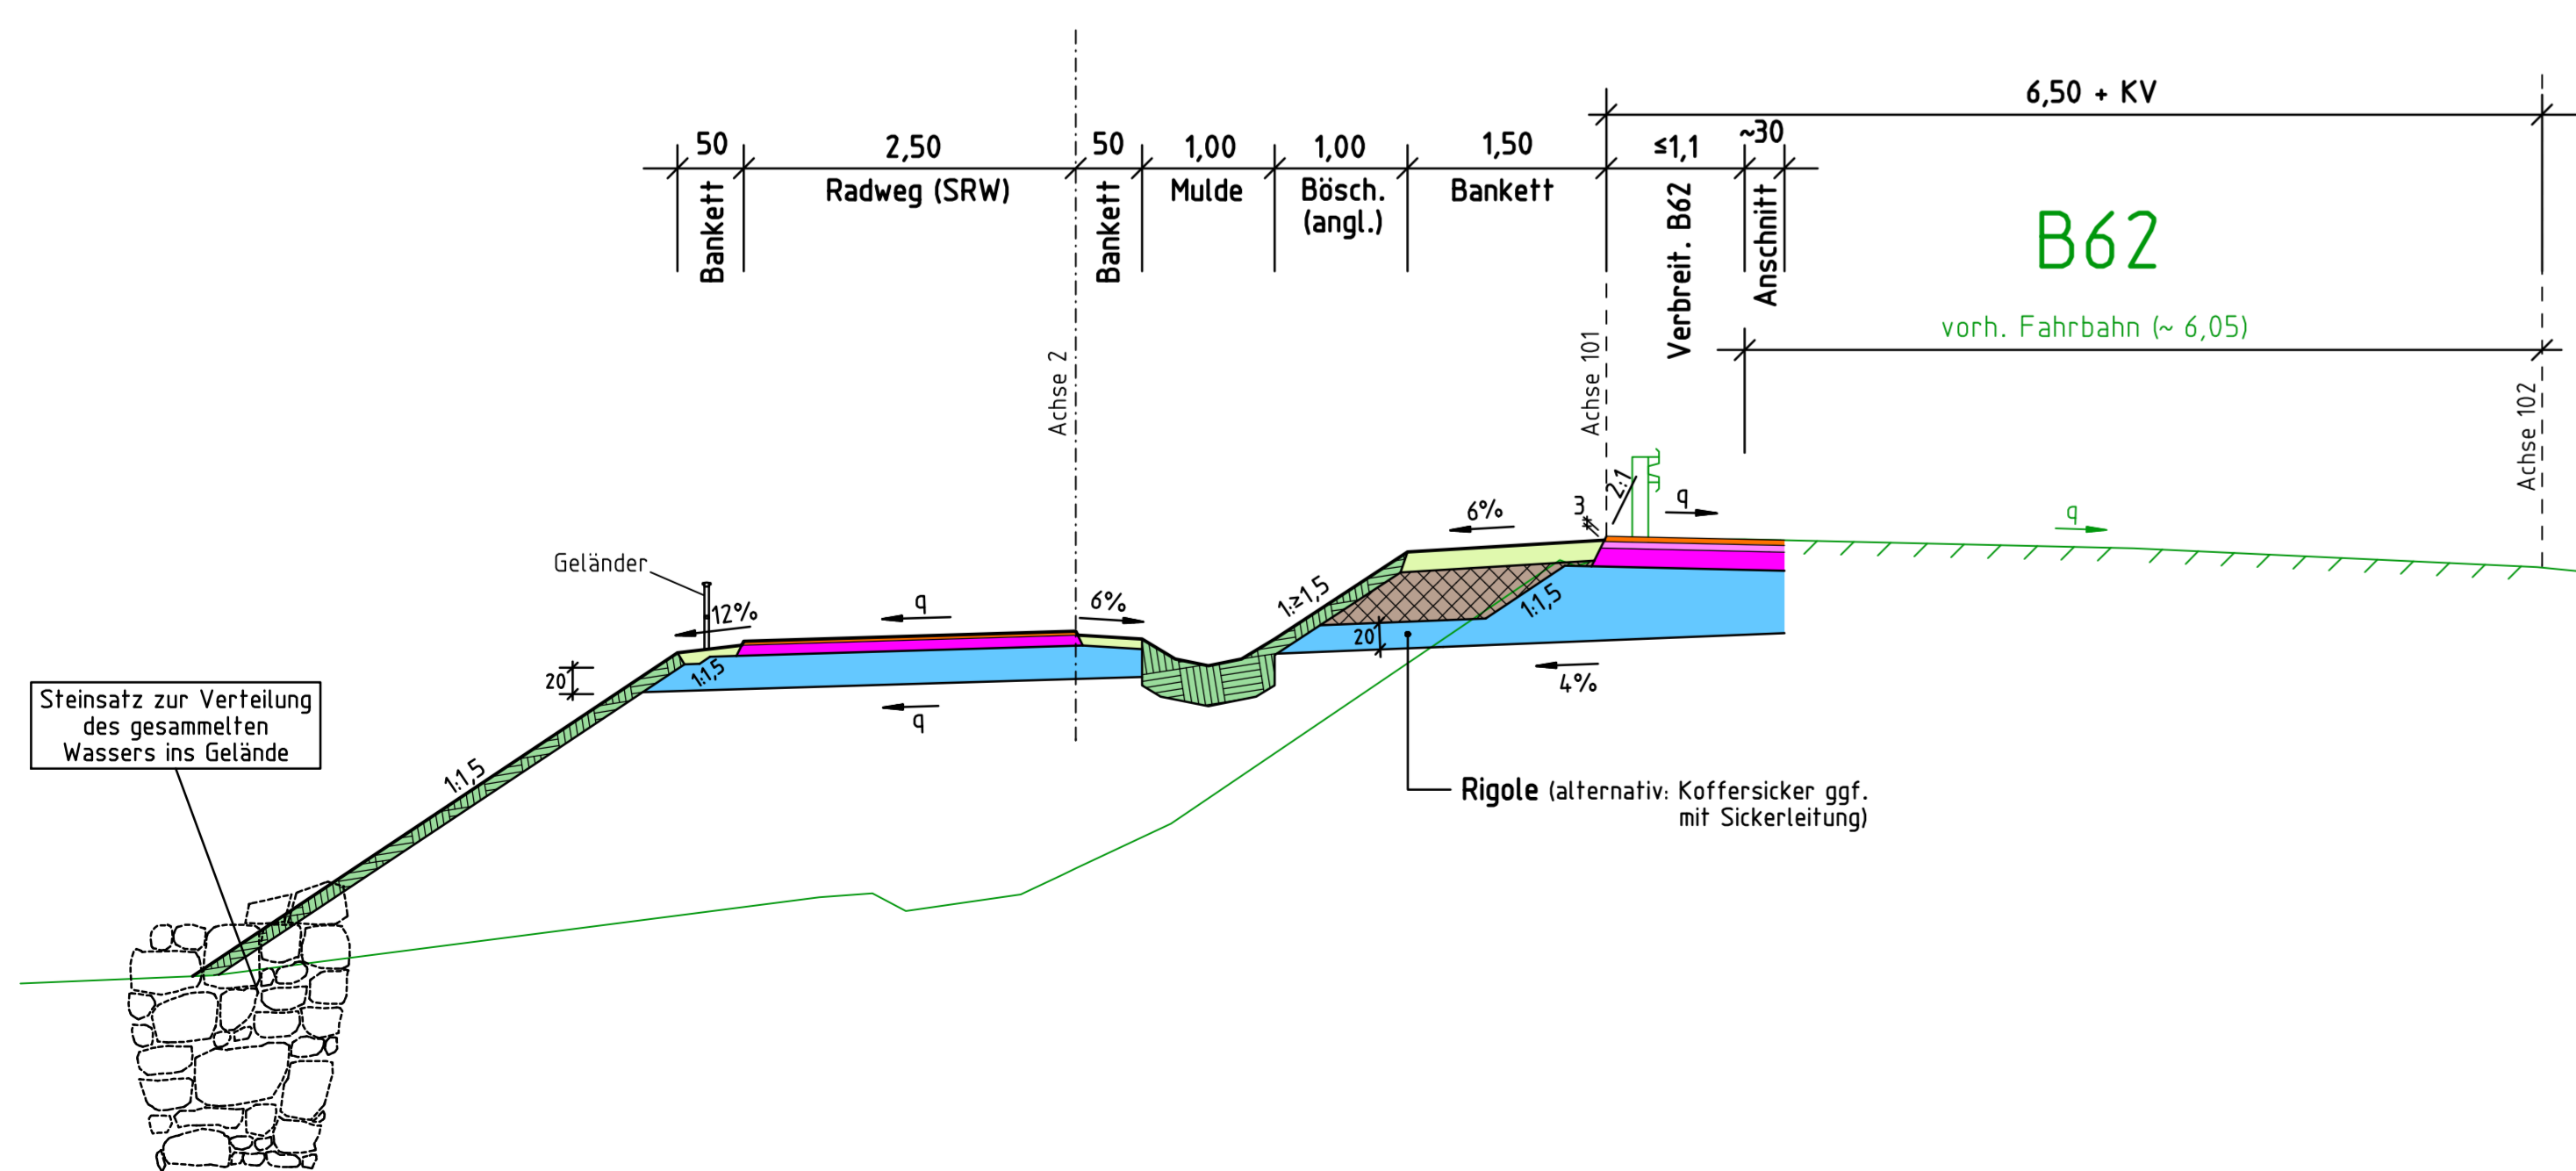 6,50 + KV
50
2,50
50
1,00
1,00
1,50
≤1,1
~30
Bankett
Radweg (SRW)
Bankett
Mulde
Bösch.
(angl.)
Bankett
Verbreit. B62
Anschnitt
B62
vorh. Fahrbahn (~ 6,05)
Achse 2
Achse 101
Achse 102
Geländer
12%
q
6%
1:≥1,5
6%
3
2:1
q
q
20
1:1,5
q
20
1:1,5
4%
1:1,5
Steinsatz zur Verteilung
des gesammelten
Wassers ins Gelände
Rigole (alternativ: Koffersicker ggf.
mit Sickerleitung)